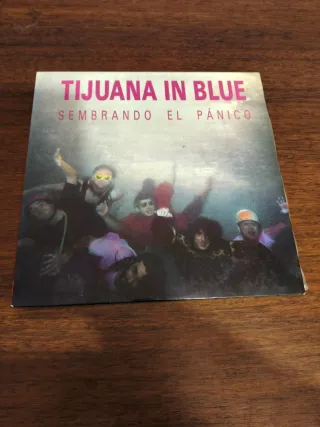 TIJUANA IN BLUE
SEMBRANDO EL PÁNICO